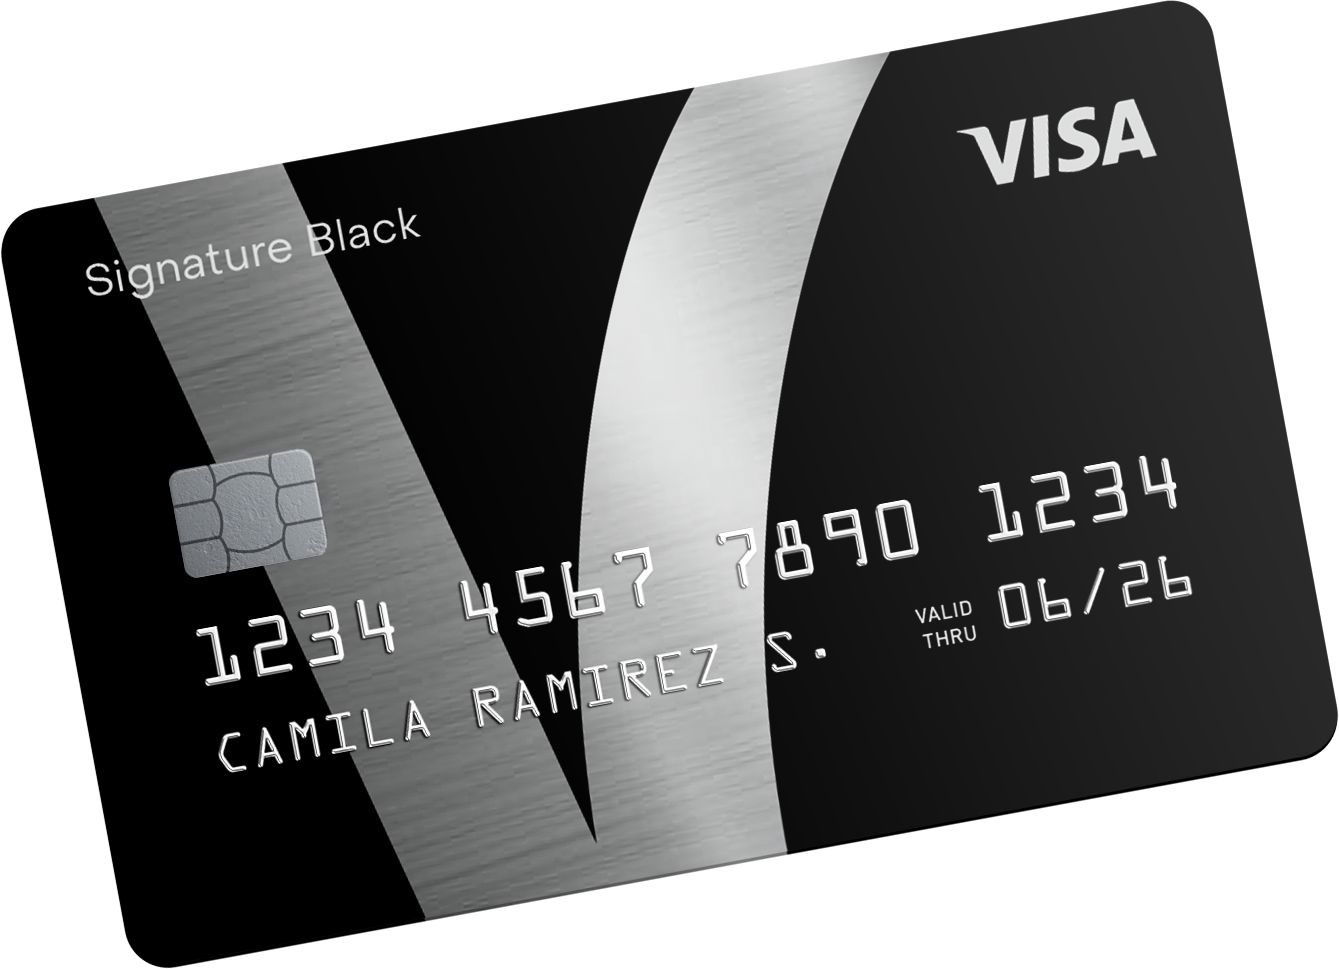 VISA
Signature Black
1234 4567 7890 1234
VALID
THRU 06/26
CAMILA RAMIREZ S.